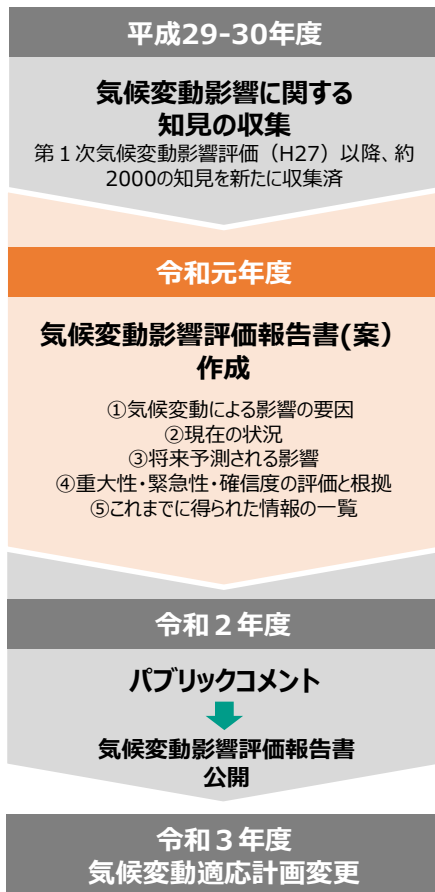 平成29-30年度
気候変動影響に関する
知見の収集
第１次気候変動影響評価（H27）以降、約
2000の知見を新たに収集済
令和元年度
気候変動影響評価報告書(案）
作成
①気候変動による影響の要因
②現在の状況
③将来予測される影響
④重大性・緊急性・確信度の評価と根拠
⑤これまでに得られた情報の一覧
令和２年度
パブリックコメント
気候変動影響評価報告書
公開
令和３年度
気候変動適応計画変更